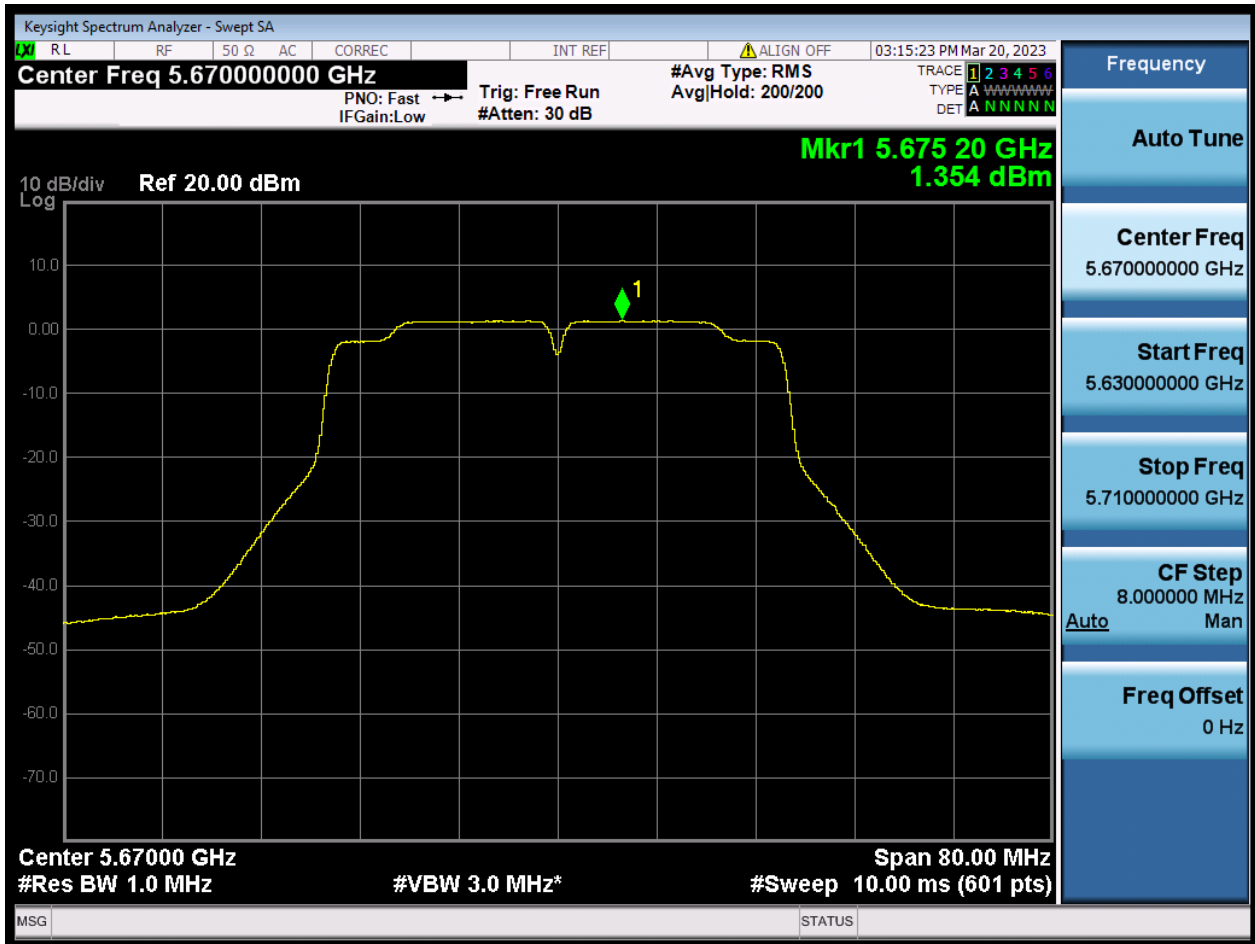 Keysight Spectrum Analyzer - Swept SA
LXI RL RF 50 Ω AC CORREC INT REF ALIGN OFF 03:15:23 PM Mar 20, 2023
Center Freq 5.670000000 GHz
PNO: Fast
IFGain:Low
Trig: Free Run
#Atten: 30 dB
#Avg Type: RMS
Avg|Hold: 200/200
TRACE 1 2 3 4 5 6
TYPE A WWWWW
DET A N N N N N
Mkr1 5.675 20 GHz
1.354 dBm
10 dB/div Ref 20.00 dBm
Log
10.0
0.00
-10.0
-20.0
-30.0
-40.0
-50.0
-60.0
-70.0
1
Center 5.67000 GHz Span 80.00 MHz
#Res BW 1.0 MHz #VBW 3.0 MHz* #Sweep 10.00 ms (601 pts)
MSG STATUS
Frequency
Auto Tune
Center Freq
5.670000000 GHz
Start Freq
5.630000000 GHz
Stop Freq
5.710000000 GHz
CF Step
8.000000 MHz
Auto Man
Freq Offset
0 Hz